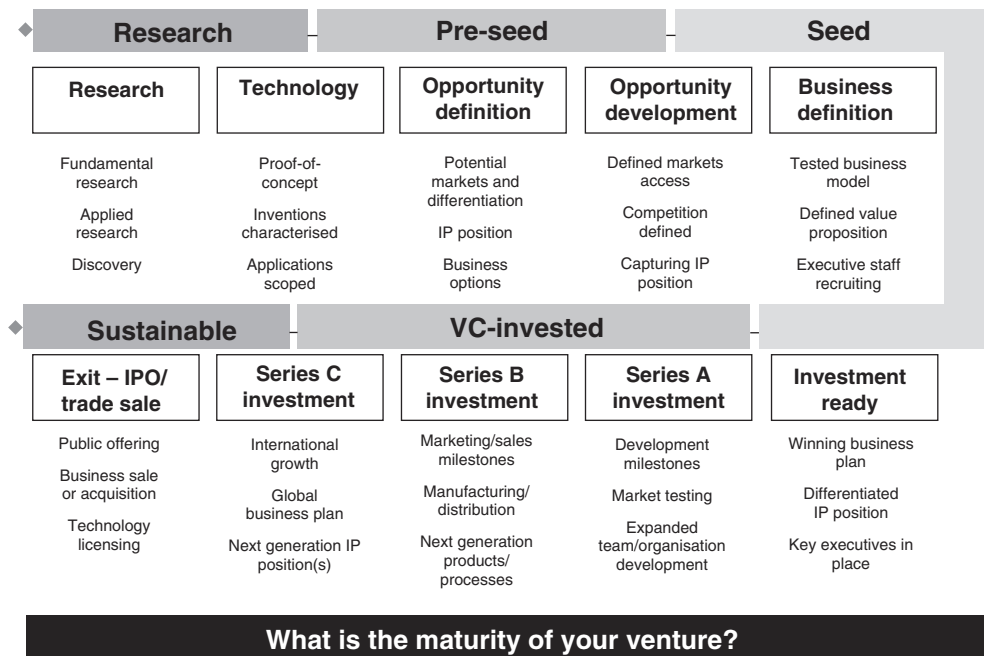 Research
Pre-seed
Seed
Research
Technology
Opportunity
definition
Opportunity
development
Business
definition
Fundamental
research
Applied
research
Discovery
Proof-of-
concept
Inventions
characterised
Applications
scoped
Potential
markets and
differentiation
IP position
Business
options
Defined markets
access
Competition
defined
Capturing IP
position
Tested business
model
Defined value
proposition
Executive staff
recruiting
Sustainable
VC-invested
Exit – IPO/
trade sale
Series C
investment
Series B
investment
Series A
investment
Investment
ready
Public offering
Business sale
or acquisition
Technology
licensing
International
growth
Global
business plan
Next generation IP
position(s)
Marketing/sales
milestones
Manufacturing/
distribution
Next generation
products/
processes
Development
milestones
Market testing
Expanded
team/organisation
development
Winning business
plan
Differentiated
IP position
Key executives in
place
What is the maturity of your venture?